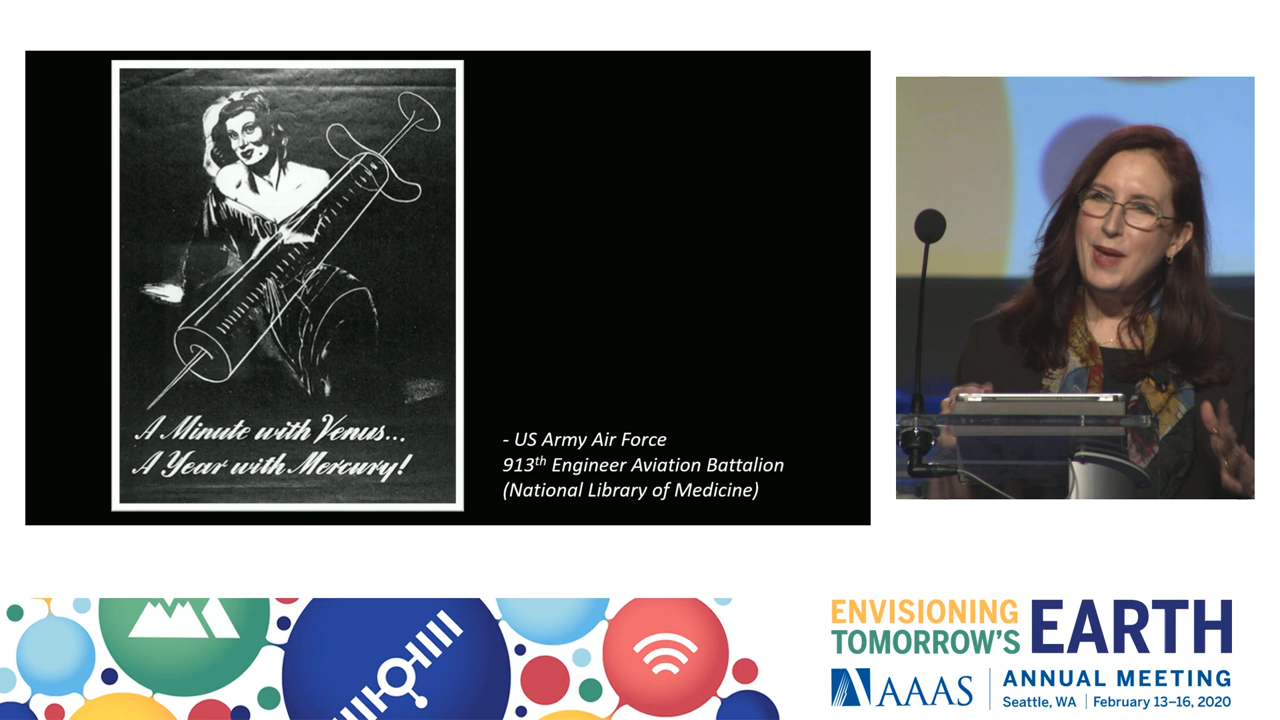 A Minute with Venus...
A Year with Mercury!
- US Army Air Force
913th Engineer Aviation Battalion
(National Library of Medicine)
ENVISIONING
TOMORROW'S
EARTH
AAAS
ANNUAL MEETING
Seattle, WA | February 13–16, 2020